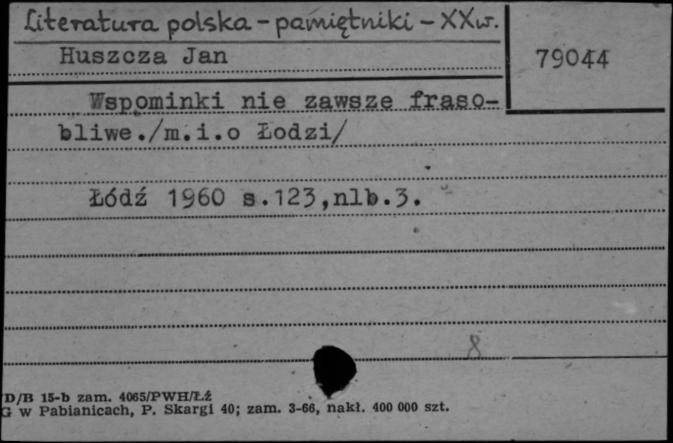 Literatura polska - pamiętniki - XXw.
Huszcza Jan
79044
Wspominki nie zawsze fraso-
bliwe./m.i.o Łodzi/
Łódź 1960 s.123,nlb.3.
8
D/B 15-b zam. 4065/PWH/Łź
G w Pabianicach, P. Skargi 40; zam. 3-66, nakł. 400 000 szt.